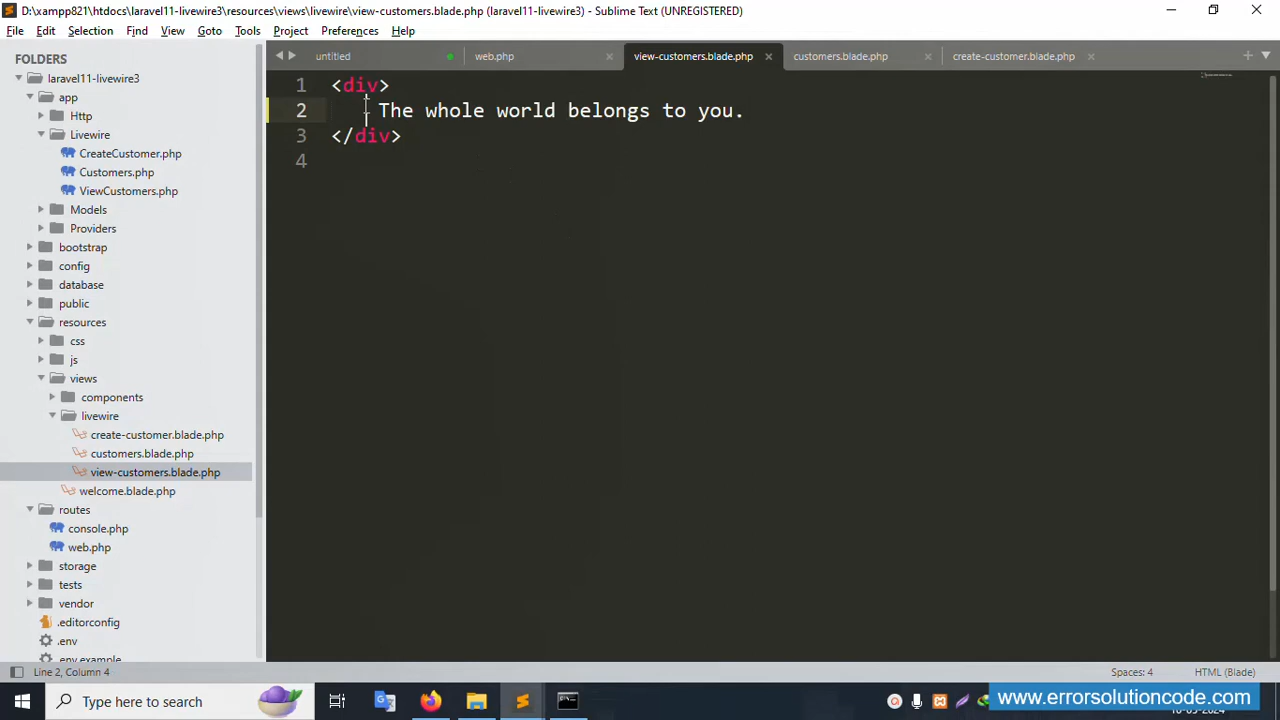 D:\xampp821\htdocs\laravel11-livewire3\resources\views\livewire\view-customers.blade.php (laravel11-livewire3) - Sublime Text (UNREGISTERED)
File Edit Selection Find View Goto Tools Project Preferences Help
FOLDERS
laravel11-livewire3
app
Http
Livewire
CreateCustomer.php
Customers.php
ViewCustomers.php
Models
Providers
bootstrap
config
database
public
resources
css
js
views
components
livewire
create-customer.blade.php
customers.blade.php
view-customers.blade.php
welcome.blade.php
routes
console.php
web.php
storage
tests
vendor
.editorconfig
.env
.env.example
untitled web.php view-customers.blade.php customers.blade.php create-customer.blade.php
1 <div>
2 The whole world belongs to you.
3 </div>
4
Line 2, Column 4 Spaces: 4 HTML (Blade)
Type here to search
www.errorsolutioncode.com